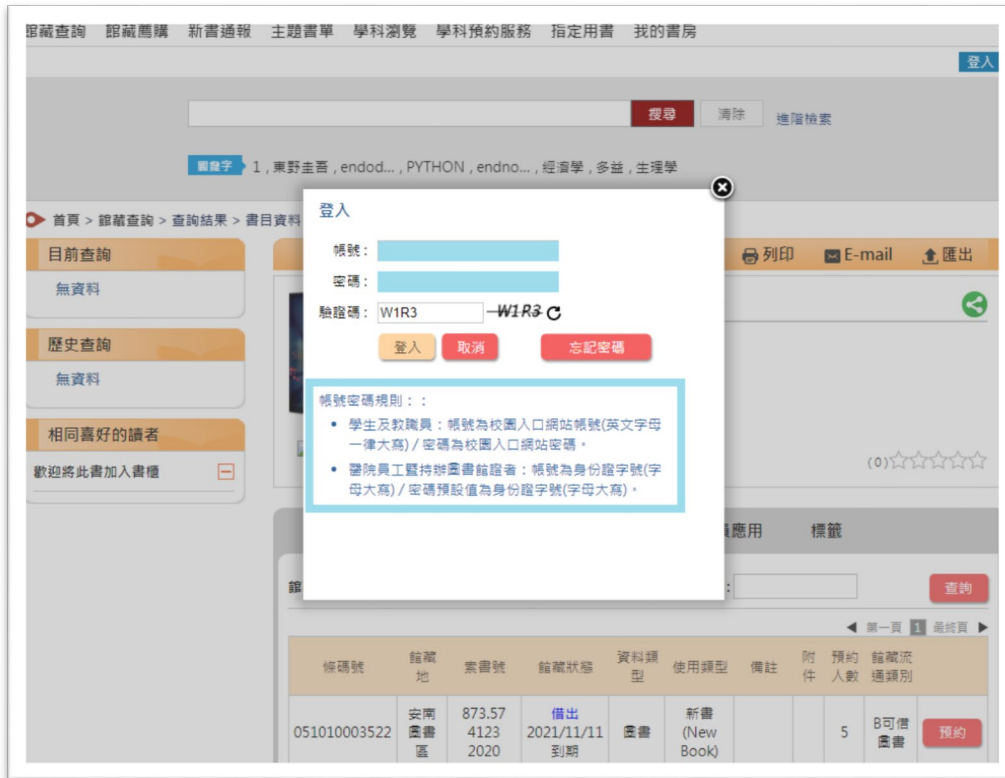 館藏查詢 館藏薦購 新書通報 主題書單 學科瀏覽 學科預約服務 指定用書 我的書房
登入
搜尋 清除 進階檢索
關鍵字 1 , 東野圭吾 , endod... , PYTHON , endno... , 經濟學 , 多益 , 生理學
首頁 > 館藏查詢 > 查詢結果 > 書目資料
目前查詢
無資料
歷史查詢
無資料
相同喜好的讀者
歡迎將此書加入書櫃
列印 E-mail 匯出
登入
帳號：
密碼：
驗證碼： W1R3 W1R3
登入 取消 忘記密碼
帳號密碼規則：：
• 學生及教職員：帳號為校園入口網站帳號(英文字母
一律大寫) / 密碼為校園入口網站密碼。
• 醫院員工暨持辦圖書館證者：帳號為身份證字號(字
母大寫) / 密碼預設值為身份證字號(字母大寫)。
(0)☆☆☆☆☆
應用 標籤
館
: 查詢
◀ 第一頁 1 最終頁 ▶
條碼號 館藏地 索書號 館藏狀態 資料類型 使用類型 備註 附件 預約人數 館藏流通類別
051010003522 安南圖書區 873.57 4123 2020 借出 2021/11/11 到期 圖書 新書 (New Book) 5 B可借圖書 預約